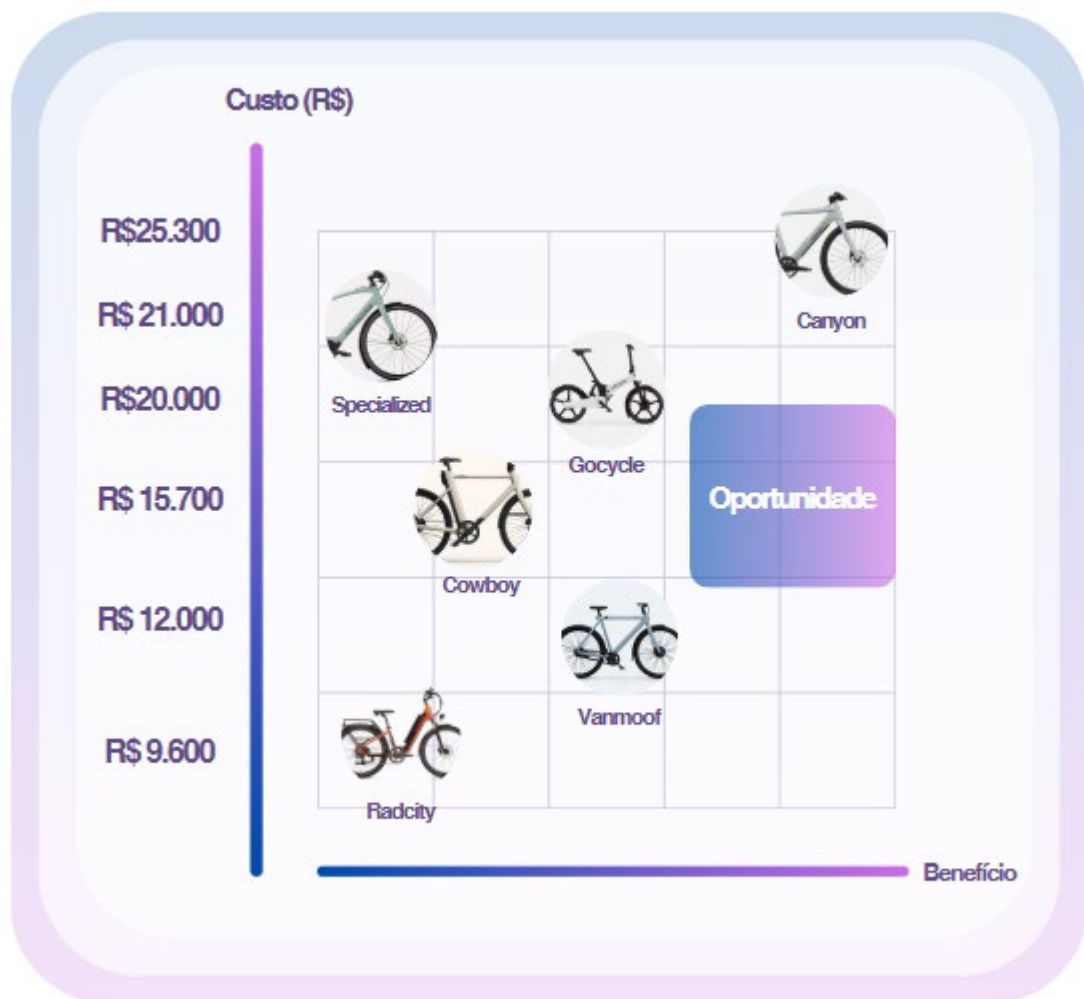 Custo (R$)
R$25.300
R$ 21.000
Canyon
R$20.000
Specialized
Gocycle
R$ 15.700
Oportunidade
Cowboy
R$ 12.000
Vanmoof
R$ 9.600
Radcity
Benefício